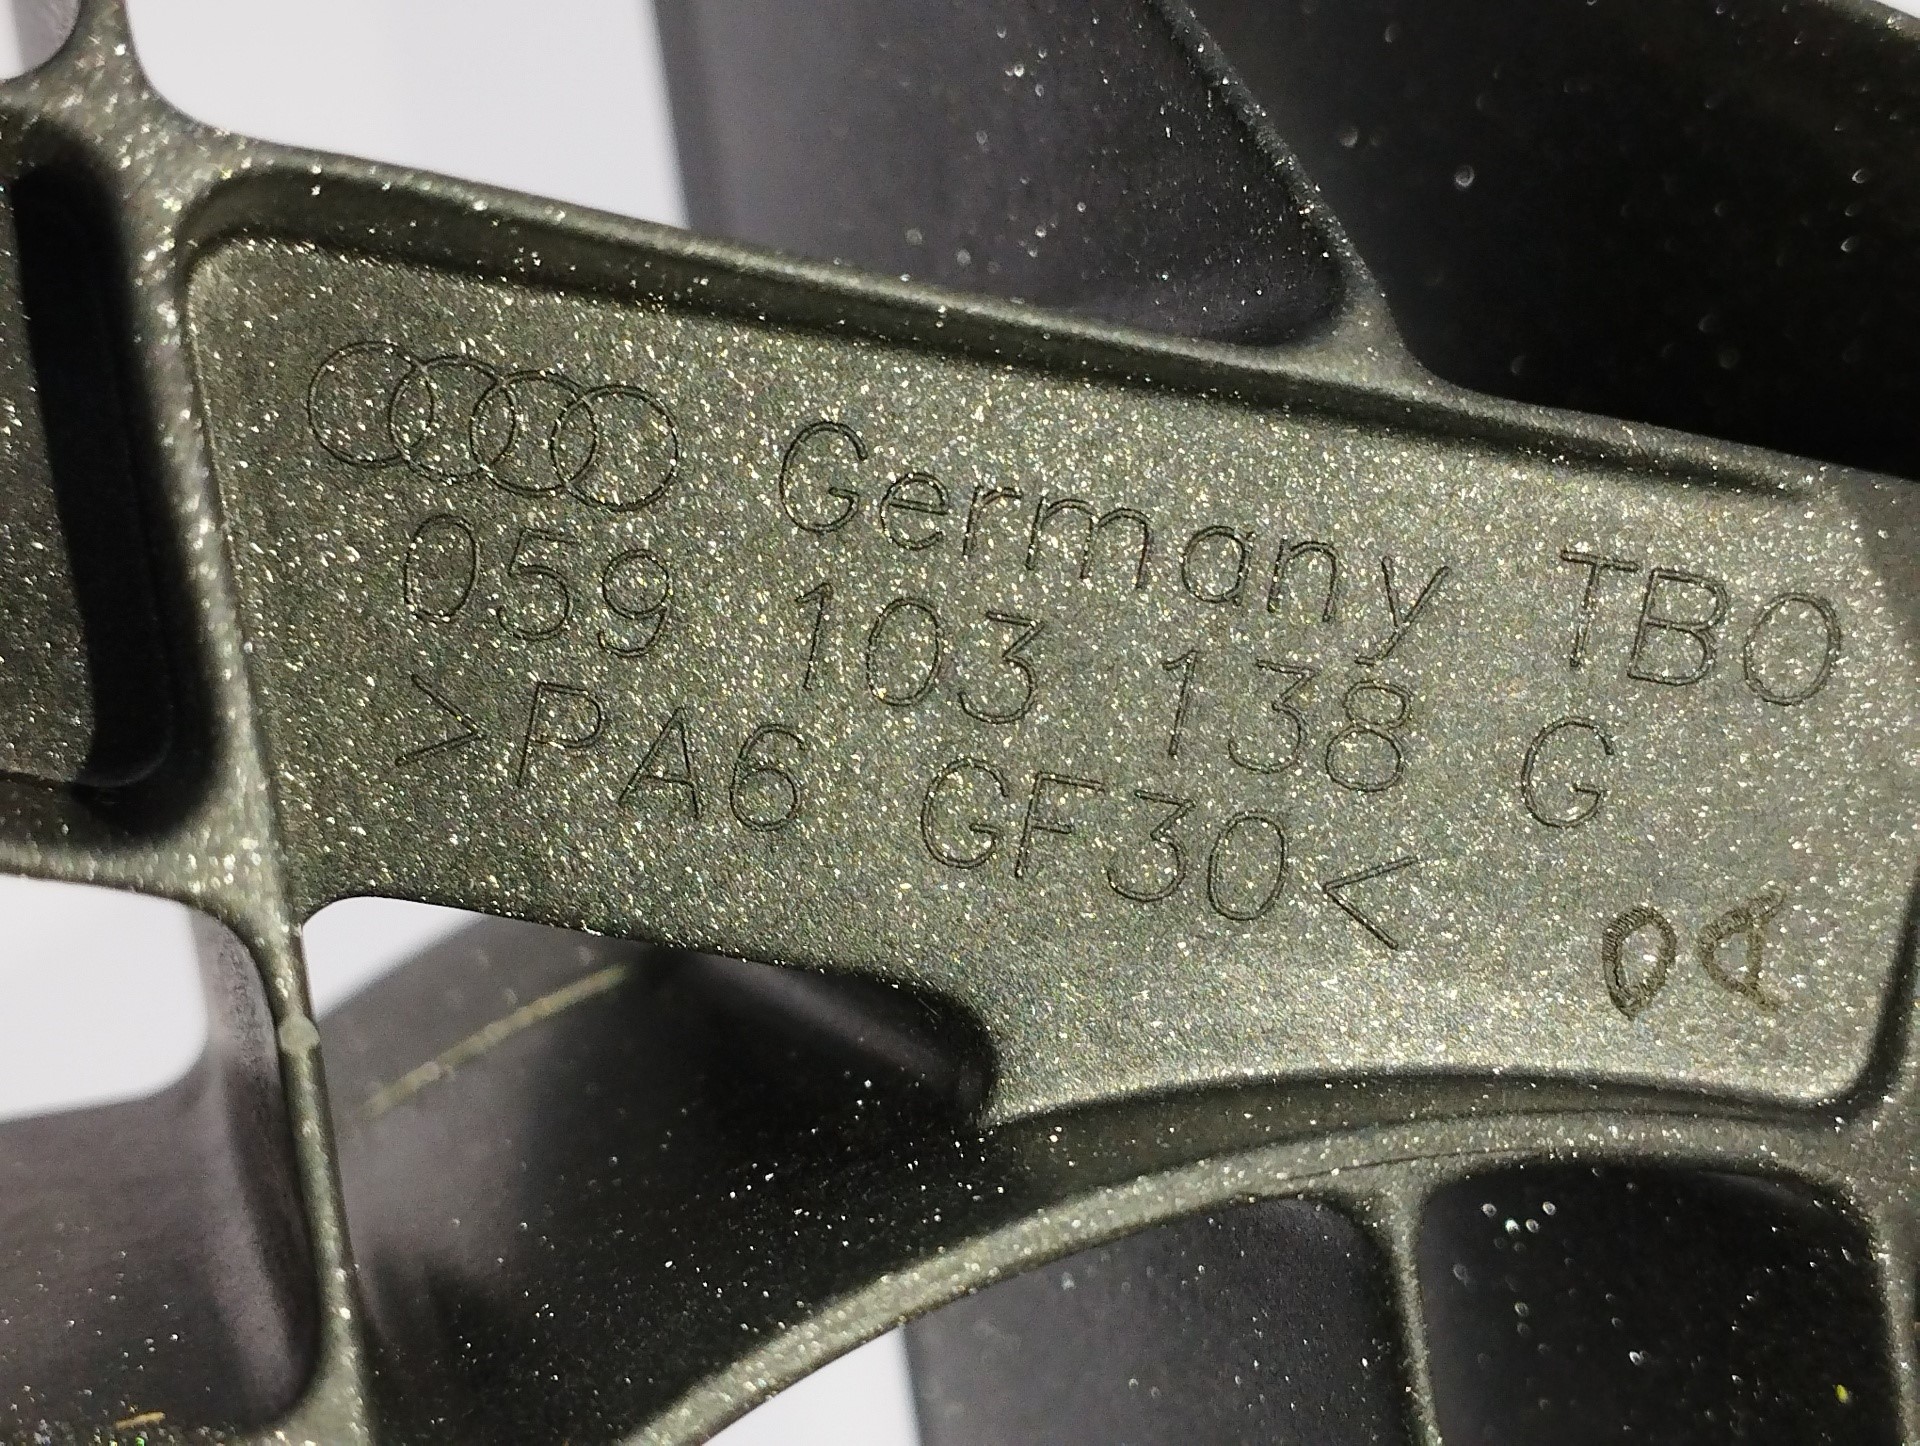 Germany TBO
059 103 138 G
>PA6 GF30<